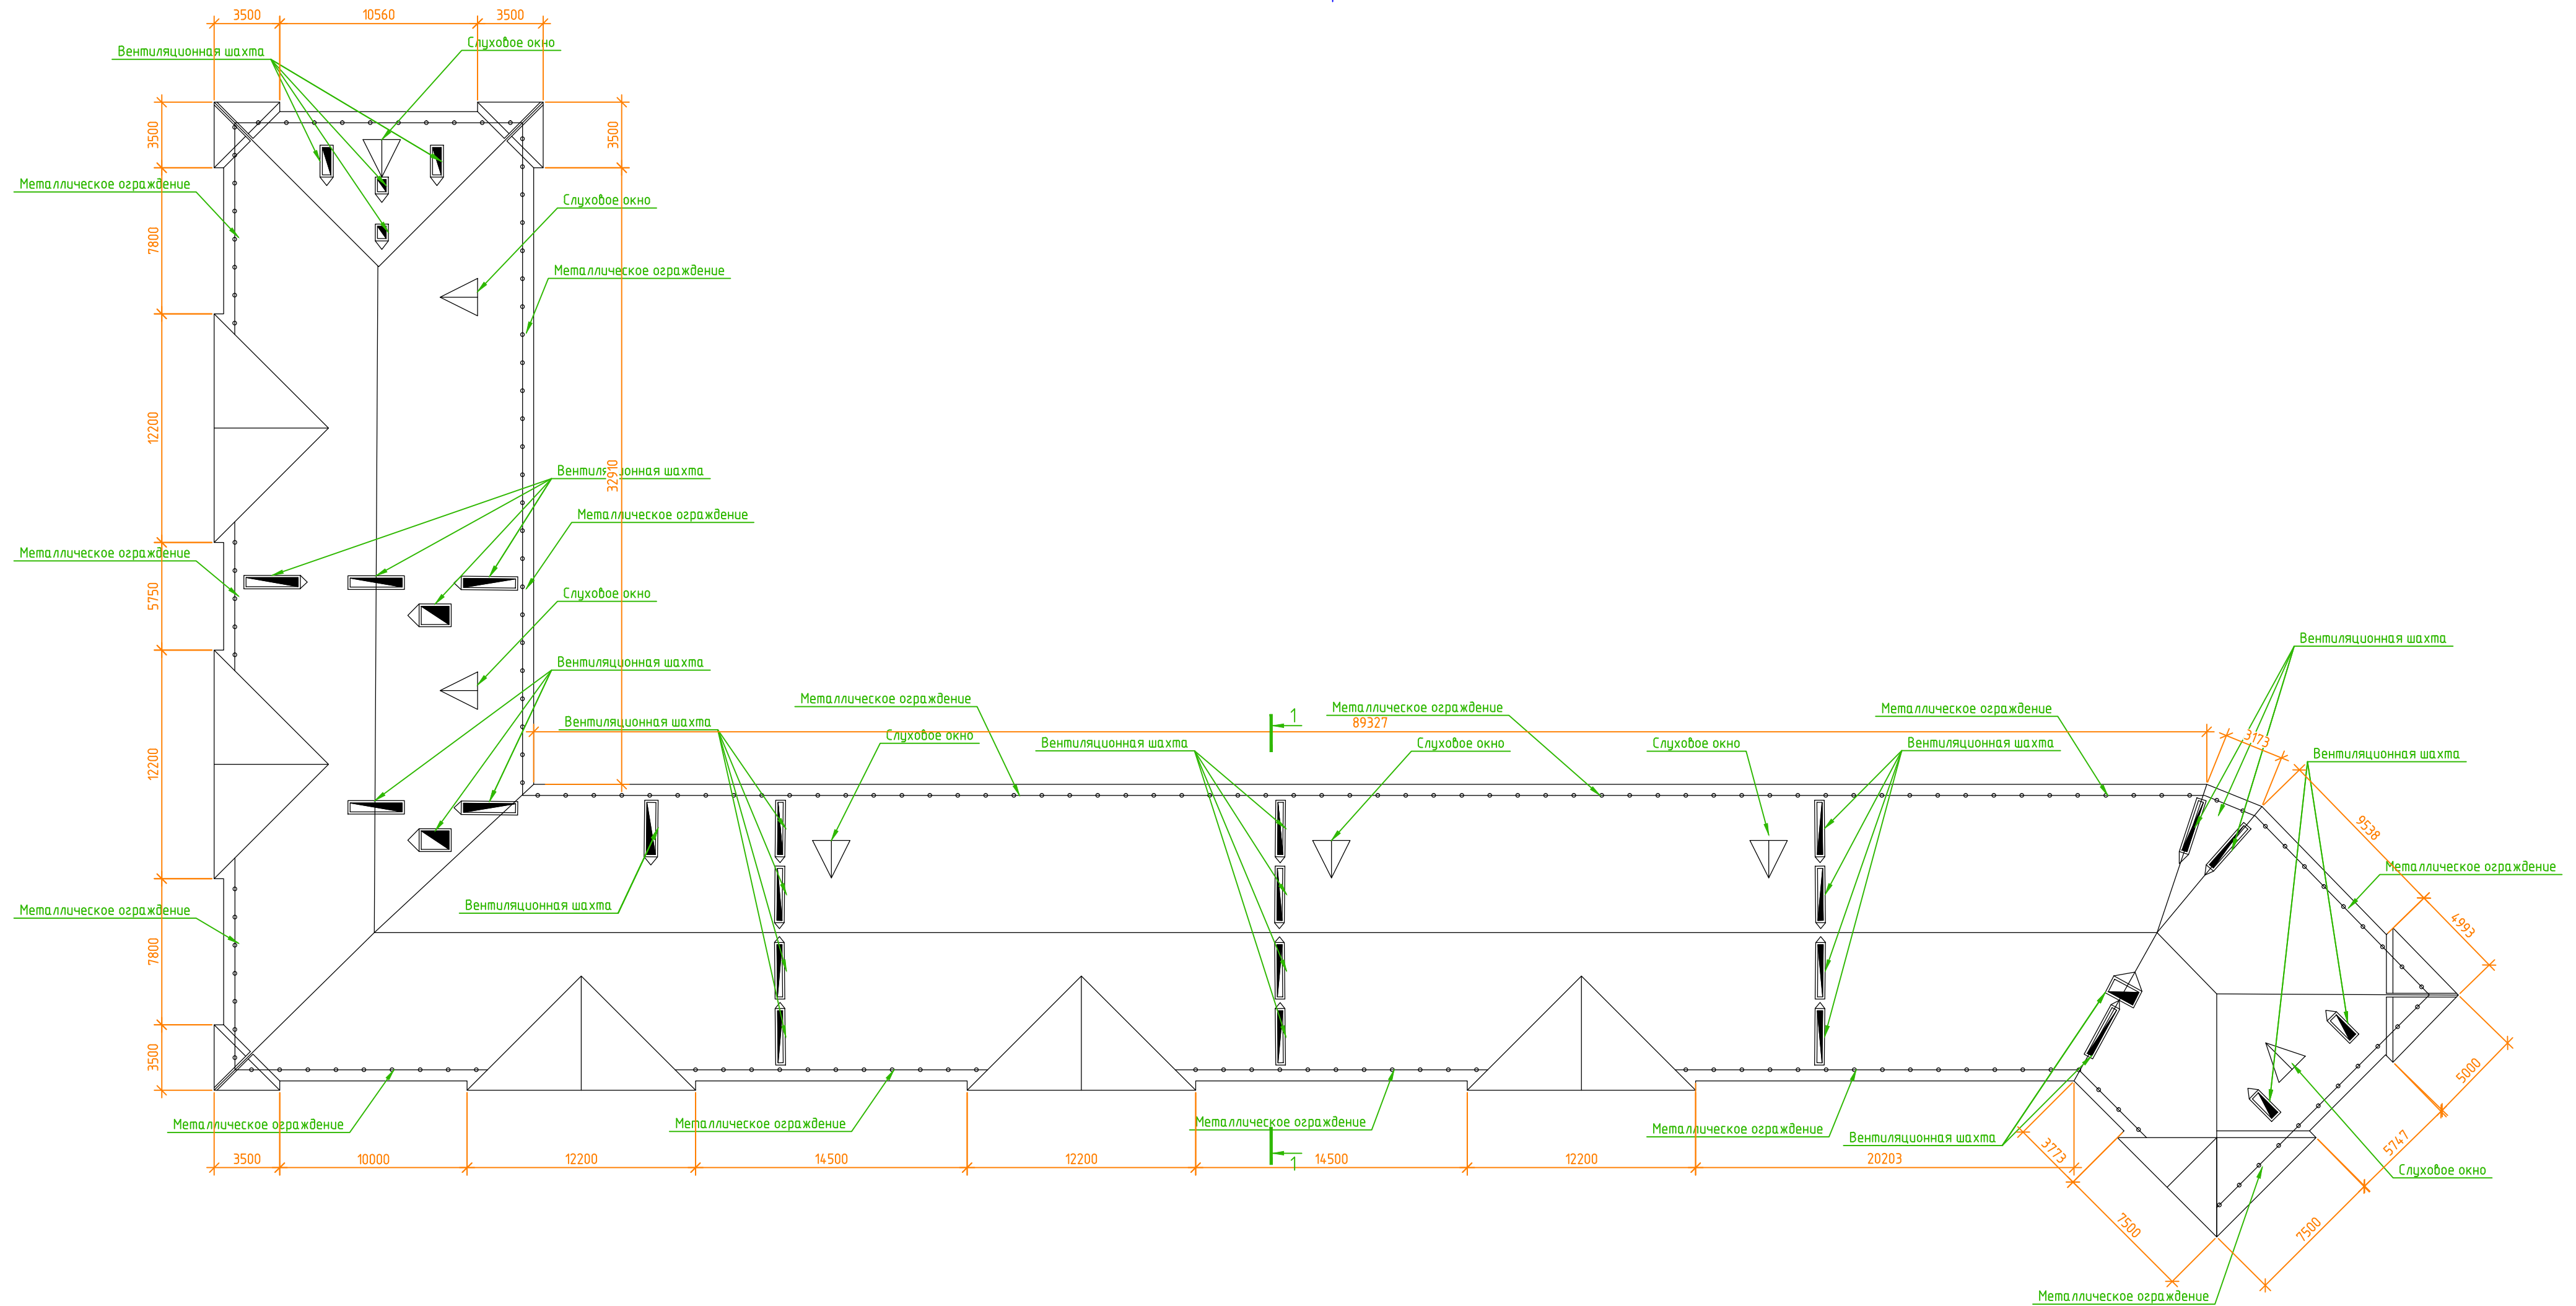 3500
10560
3500
Слуховое окно
Вентиляционная шахта
3500
3500
Металлическое ограждение
Слуховое окно
7800
Металлическое ограждение
12200
Вентиляционная шахта
32910
Металлическое ограждение
Металлическое ограждение
5750
Слуховое окно
Вентиляционная шахта
Вентиляционная шахта
Металлическое ограждение
Металлическое ограждение
Металлическое ограждение
1
Вентиляционная шахта
89327
Слуховое окно
Вентиляционная шахта
Слуховое окно
Слуховое окно
Вентиляционная шахта
3173
Вентиляционная шахта
12200
9538
Металлическое ограждение
Вентиляционная шахта
Металлическое ограждение
4993
7800
3500
5000
Металлическое ограждение
Металлическое ограждение
Металлическое ограждение
Металлическое ограждение
Вентиляционная шахта
3773
5747
Слуховое окно
3500
10000
12200
14500
12200
1
14500
12200
20203
7500
7500
Металлическое ограждение